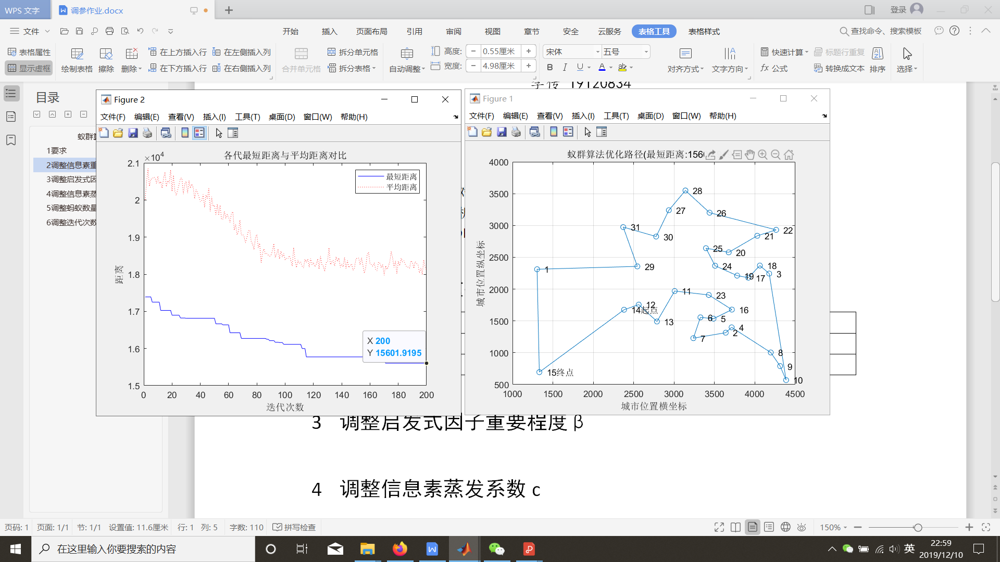 WPS 文字
调参作业.docx
登录
文件
开始
插入
页面布局
引用
审阅
视图
章节
安全
云服务
表格工具
表格样式
查找命令、搜索模板
表格属性
显示虚框
绘制表格
擦除
删除
在上方插入行
在下方插入行
在左侧插入列
在右侧插入列
合并单元格
拆分单元格
拆分表格
自动调整
高度: 0.55厘米
宽度: 4.98厘米
宋体
五号
对齐方式
文字方向
快速计算
公式
标题行重复
转换成文本
排序
选择
目录
1要求
2调整信息素重
3调整启发式因
4调整信息素蒸
5调整蚂蚁数量
6调整迭代次数
19120834
Figure 2
文件(F) 编辑(E) 查看(V) 插入(I) 工具(T) 桌面(D) 窗口(W) 帮助(H)
各代最短距离与平均距离对比
×10^4
2.1
2
1.9
1.8
1.7
1.6
1.5
距离
最短距离
平均距离
X 200
Y 15601.9195
0 20 40 60 80 100 120 140 160 180 200
迭代次数
Figure 1
文件(F) 编辑(E) 查看(V) 插入(I) 工具(T) 桌面(D) 窗口(W) 帮助(H)
蚁群算法优化路径(最短距离:156
4000
3500
3000
2500
2000
1500
1000
500
城市位置纵坐标
28
27
26
31
30
22
21
25
20
29
1
24
18
19
17
3
11
23
12
14起点
16
13
6
5
4
2
7
8
9
10
15终点
1000 1500 2000 2500 3000 3500 4000 4500
城市位置横坐标
3 调整启发式因子重要程度 β
4 调整信息素蒸发系数 c
页码: 1 页面: 1/1 节: 1/1 设置值: 11.6厘米 行: 1 列: 5 字数: 110 拼写检查
150%
在这里输入你要搜索的内容
英
22:59
2019/12/10